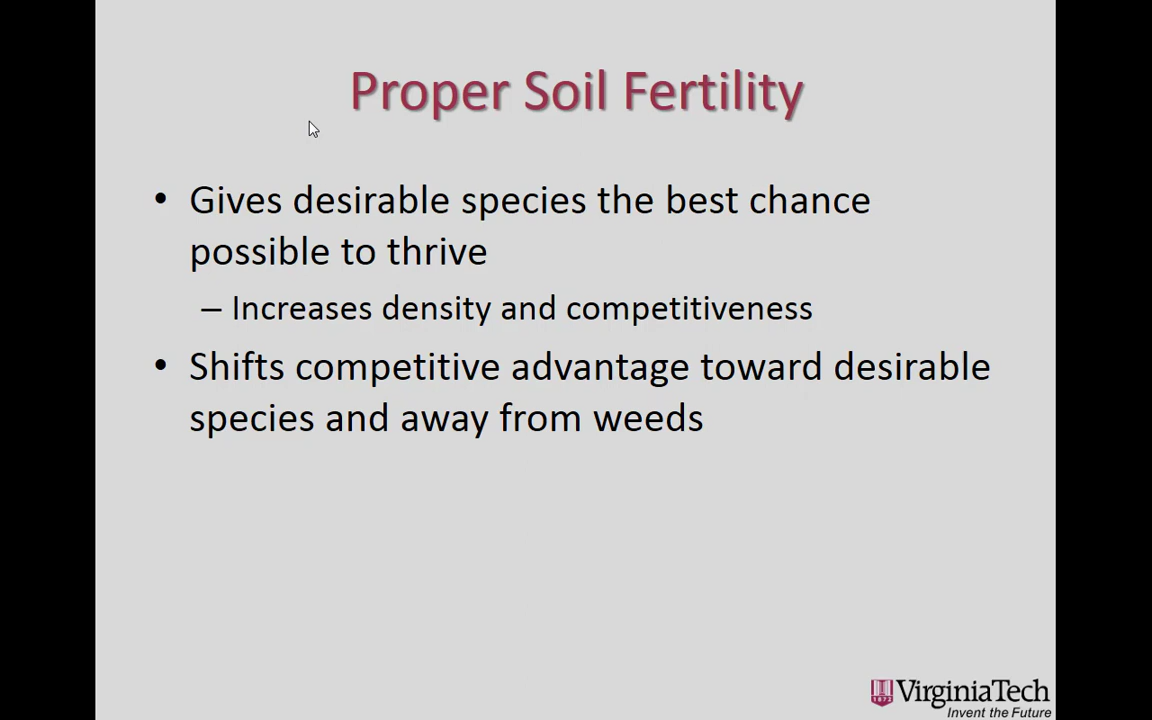 Proper Soil Fertility
• Gives desirable species the best chance
possible to thrive
– Increases density and competitiveness
• Shifts competitive advantage toward desirable
species and away from weeds
1872
VirginiaTech
Invent the Future